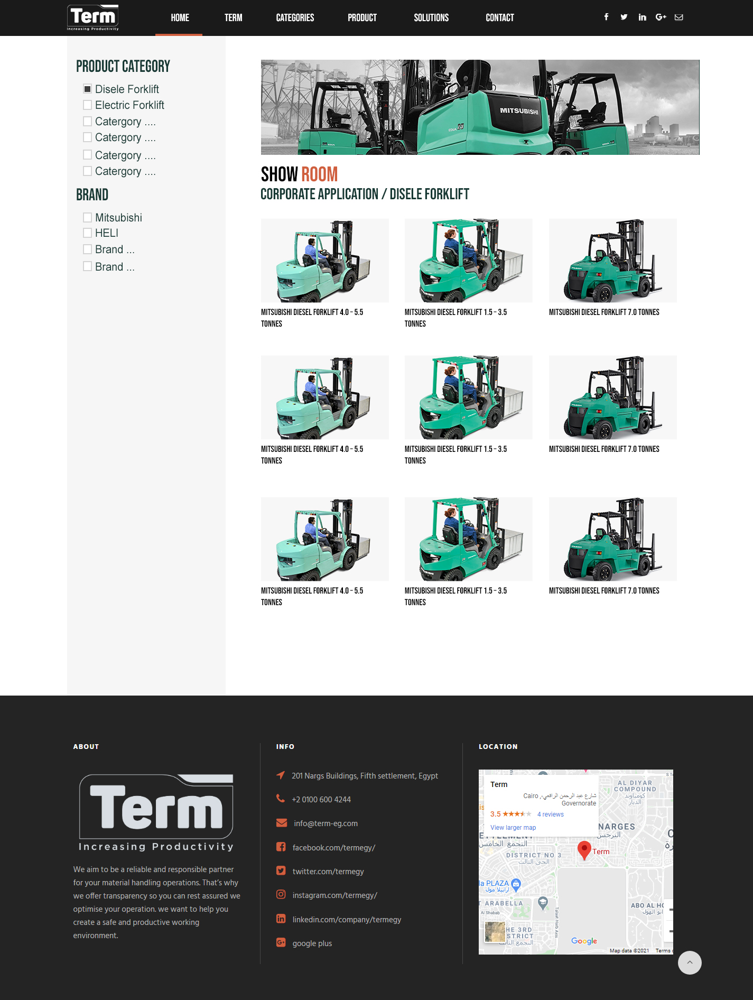 Term
Increasing Productivity
HOME
TERM
CATEGORIES
PRODUCT
SOLUTIONS
CONTACT
PRODUCT CATEGORY
Disele Forklift
Electric Forklift
Catergory ....
Catergory ....
Catergory ....
Catergory ....
BRAND
Mitsubishi
HELI
Brand ...
Brand ...
MITSUBISHI
EDIA 25
EDIA
SHOW ROOM
CORPORATE APPLICATION / DISELE FORKLIFT
MITSUBISHI DIESEL FORKLIFT 4.0 – 5.5
TONNES
MITSUBISHI DIESEL FORKLIFT 1.5 – 3.5
TONNES
MITSUBISHI DIESEL FORKLIFT 7.0 TONNES
MITSUBISHI DIESEL FORKLIFT 4.0 – 5.5
TONNES
MITSUBISHI DIESEL FORKLIFT 1.5 – 3.5
TONNES
MITSUBISHI DIESEL FORKLIFT 7.0 TONNES
MITSUBISHI DIESEL FORKLIFT 4.0 – 5.5
TONNES
MITSUBISHI DIESEL FORKLIFT 1.5 – 3.5
TONNES
MITSUBISHI DIESEL FORKLIFT 7.0 TONNES
ABOUT
Term
Increasing Productivity
We aim to be a reliable and responsible partner
for your material handling operations. That's why
we offer transparency so you can rest assured we
optimise your operation. we want to help you
create a safe and productive working
environment.
INFO
201 Nargs Buildings, Fifth settlement, Egypt
+2 0100 600 4244
info@term-eg.com
facebook.com/termegy/
twitter.com/termegy
instagram.com/termegy/
linkedin.com/company/termegy
google plus
LOCATION
Term
شارع عبد الرحمن الرافعي،, Cairo
Governorate
3.5
4 reviews
View larger map
AL DIYAR
COMPOUND
كومباوند
الديار
NARGES
النرجس
التجمع الخامس
DISTRICT NO 3
الحى الثالث
Term
la PLAZA
ارابيلا مول
T ARABELLA
Al Shabab
Talaat Harb Axis
ABO AL HO
ابو الهول
HE 3RD
STRICT
التجمع الثالث
Google
Map data ©2021
Terms o